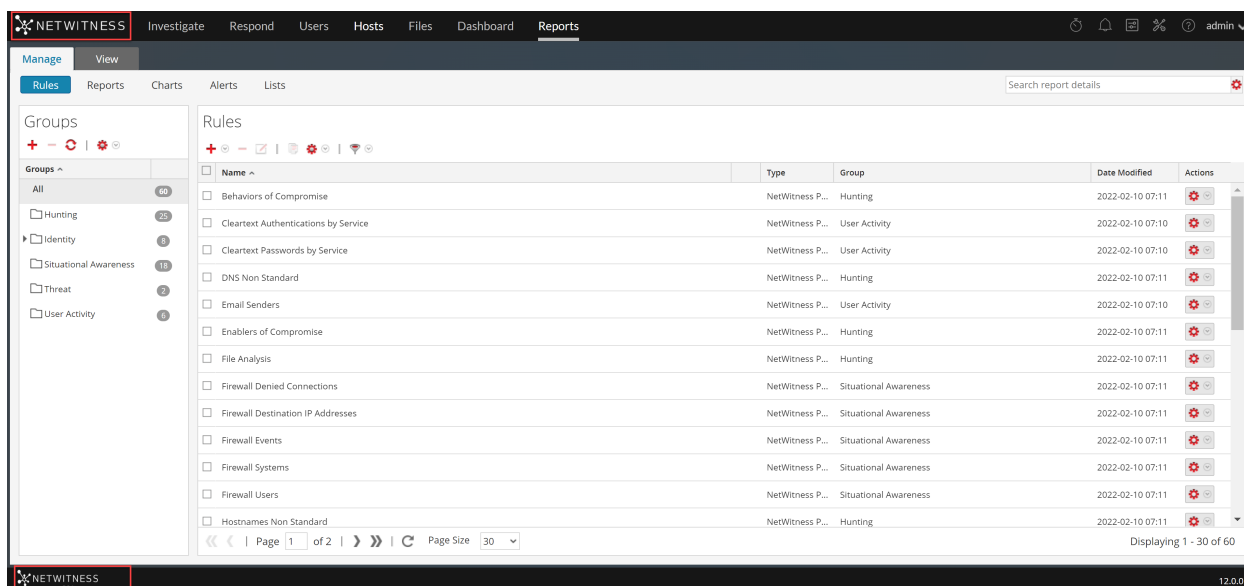 NETWITNESS Investigate Respond Users Hosts Files Dashboard Reports admin
Manage View
Rules Reports Charts Alerts Lists Search report details
Groups
Groups
All 60
Hunting 25
Identity 8
Situational Awareness 18
Threat 2
User Activity 6
Rules
Name Type Group Date Modified Actions
Behaviors of Compromise NetWitness P... Hunting 2022-02-10 07:11
Cleartext Authentications by Service NetWitness P... User Activity 2022-02-10 07:10
Cleartext Passwords by Service NetWitness P... User Activity 2022-02-10 07:10
DNS Non Standard NetWitness P... Hunting 2022-02-10 07:11
Email Senders NetWitness P... User Activity 2022-02-10 07:10
Enablers of Compromise NetWitness P... Hunting 2022-02-10 07:11
File Analysis NetWitness P... Hunting 2022-02-10 07:11
Firewall Denied Connections NetWitness P... Situational Awareness 2022-02-10 07:11
Firewall Destination IP Addresses NetWitness P... Situational Awareness 2022-02-10 07:11
Firewall Events NetWitness P... Situational Awareness 2022-02-10 07:11
Firewall Systems NetWitness P... Situational Awareness 2022-02-10 07:11
Firewall Users NetWitness P... Situational Awareness 2022-02-10 07:11
Hostnames Non Standard NetWitness P... Hunting 2022-02-10 07:11
Page 1 of 2 Page Size 30 Displaying 1 - 30 of 60
NETWITNESS 12.0.0